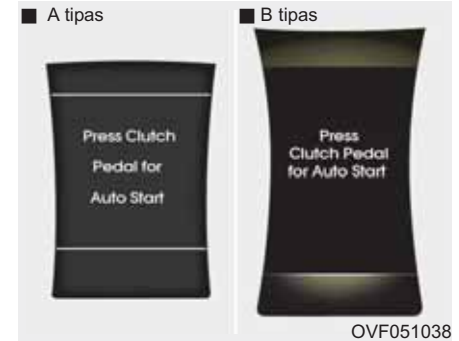 ■ A tipas
Press Clutch
Pedal for
Auto Start
■ B tipas
Press
Clutch Pedal
for Auto Start
OVF051038